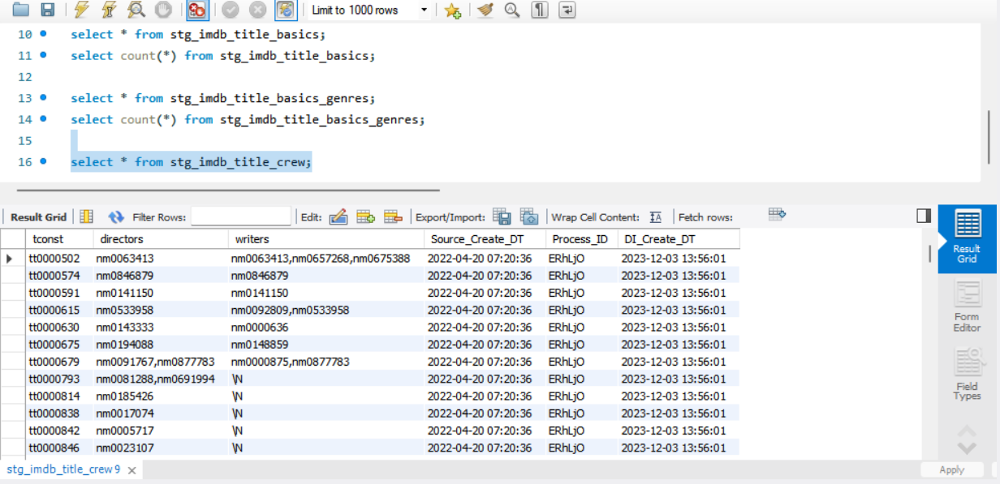 Limit to 1000 rows
10 select * from stg_imdb_title_basics;
11 select count(*) from stg_imdb_title_basics;
12
13 select * from stg_imdb_title_basics_genres;
14 select count(*) from stg_imdb_title_basics_genres;
15
16 select * from stg_imdb_title_crew;
Result Grid Filter Rows: Edit: Export/Import: Wrap Cell Content: IA Fetch rows:
tconst directors writers Source_Create_DT Process_ID DI_Create_DT
tt0000502 nm0063413 nm0063413,nm0657268,nm0675388 2022-04-20 07:20:36 ERhLjO 2023-12-03 13:56:01
tt0000574 nm0846879 nm0846879 2022-04-20 07:20:36 ERhLjO 2023-12-03 13:56:01
tt0000591 nm0141150 nm0141150 2022-04-20 07:20:36 ERhLjO 2023-12-03 13:56:01
tt0000615 nm0533958 nm0092809,nm0533958 2022-04-20 07:20:36 ERhLjO 2023-12-03 13:56:01
tt0000630 nm0143333 nm0000636 2022-04-20 07:20:36 ERhLjO 2023-12-03 13:56:01
tt0000675 nm0194088 nm0148859 2022-04-20 07:20:36 ERhLjO 2023-12-03 13:56:01
tt0000679 nm0091767,nm0877783 nm0000875,nm0877783 2022-04-20 07:20:36 ERhLjO 2023-12-03 13:56:01
tt0000793 nm0081288,nm0691994 \N 2022-04-20 07:20:36 ERhLjO 2023-12-03 13:56:01
tt0000814 nm0185426 \N 2022-04-20 07:20:36 ERhLjO 2023-12-03 13:56:01
tt0000838 nm0017074 \N 2022-04-20 07:20:36 ERhLjO 2023-12-03 13:56:01
tt0000842 nm0005717 \N 2022-04-20 07:20:36 ERhLjO 2023-12-03 13:56:01
tt0000846 nm0023107 \N 2022-04-20 07:20:36 ERhLjO 2023-12-03 13:56:01
Result
Grid
Form
Editor
Field
Types
stg_imdb_title_crew 9
Apply